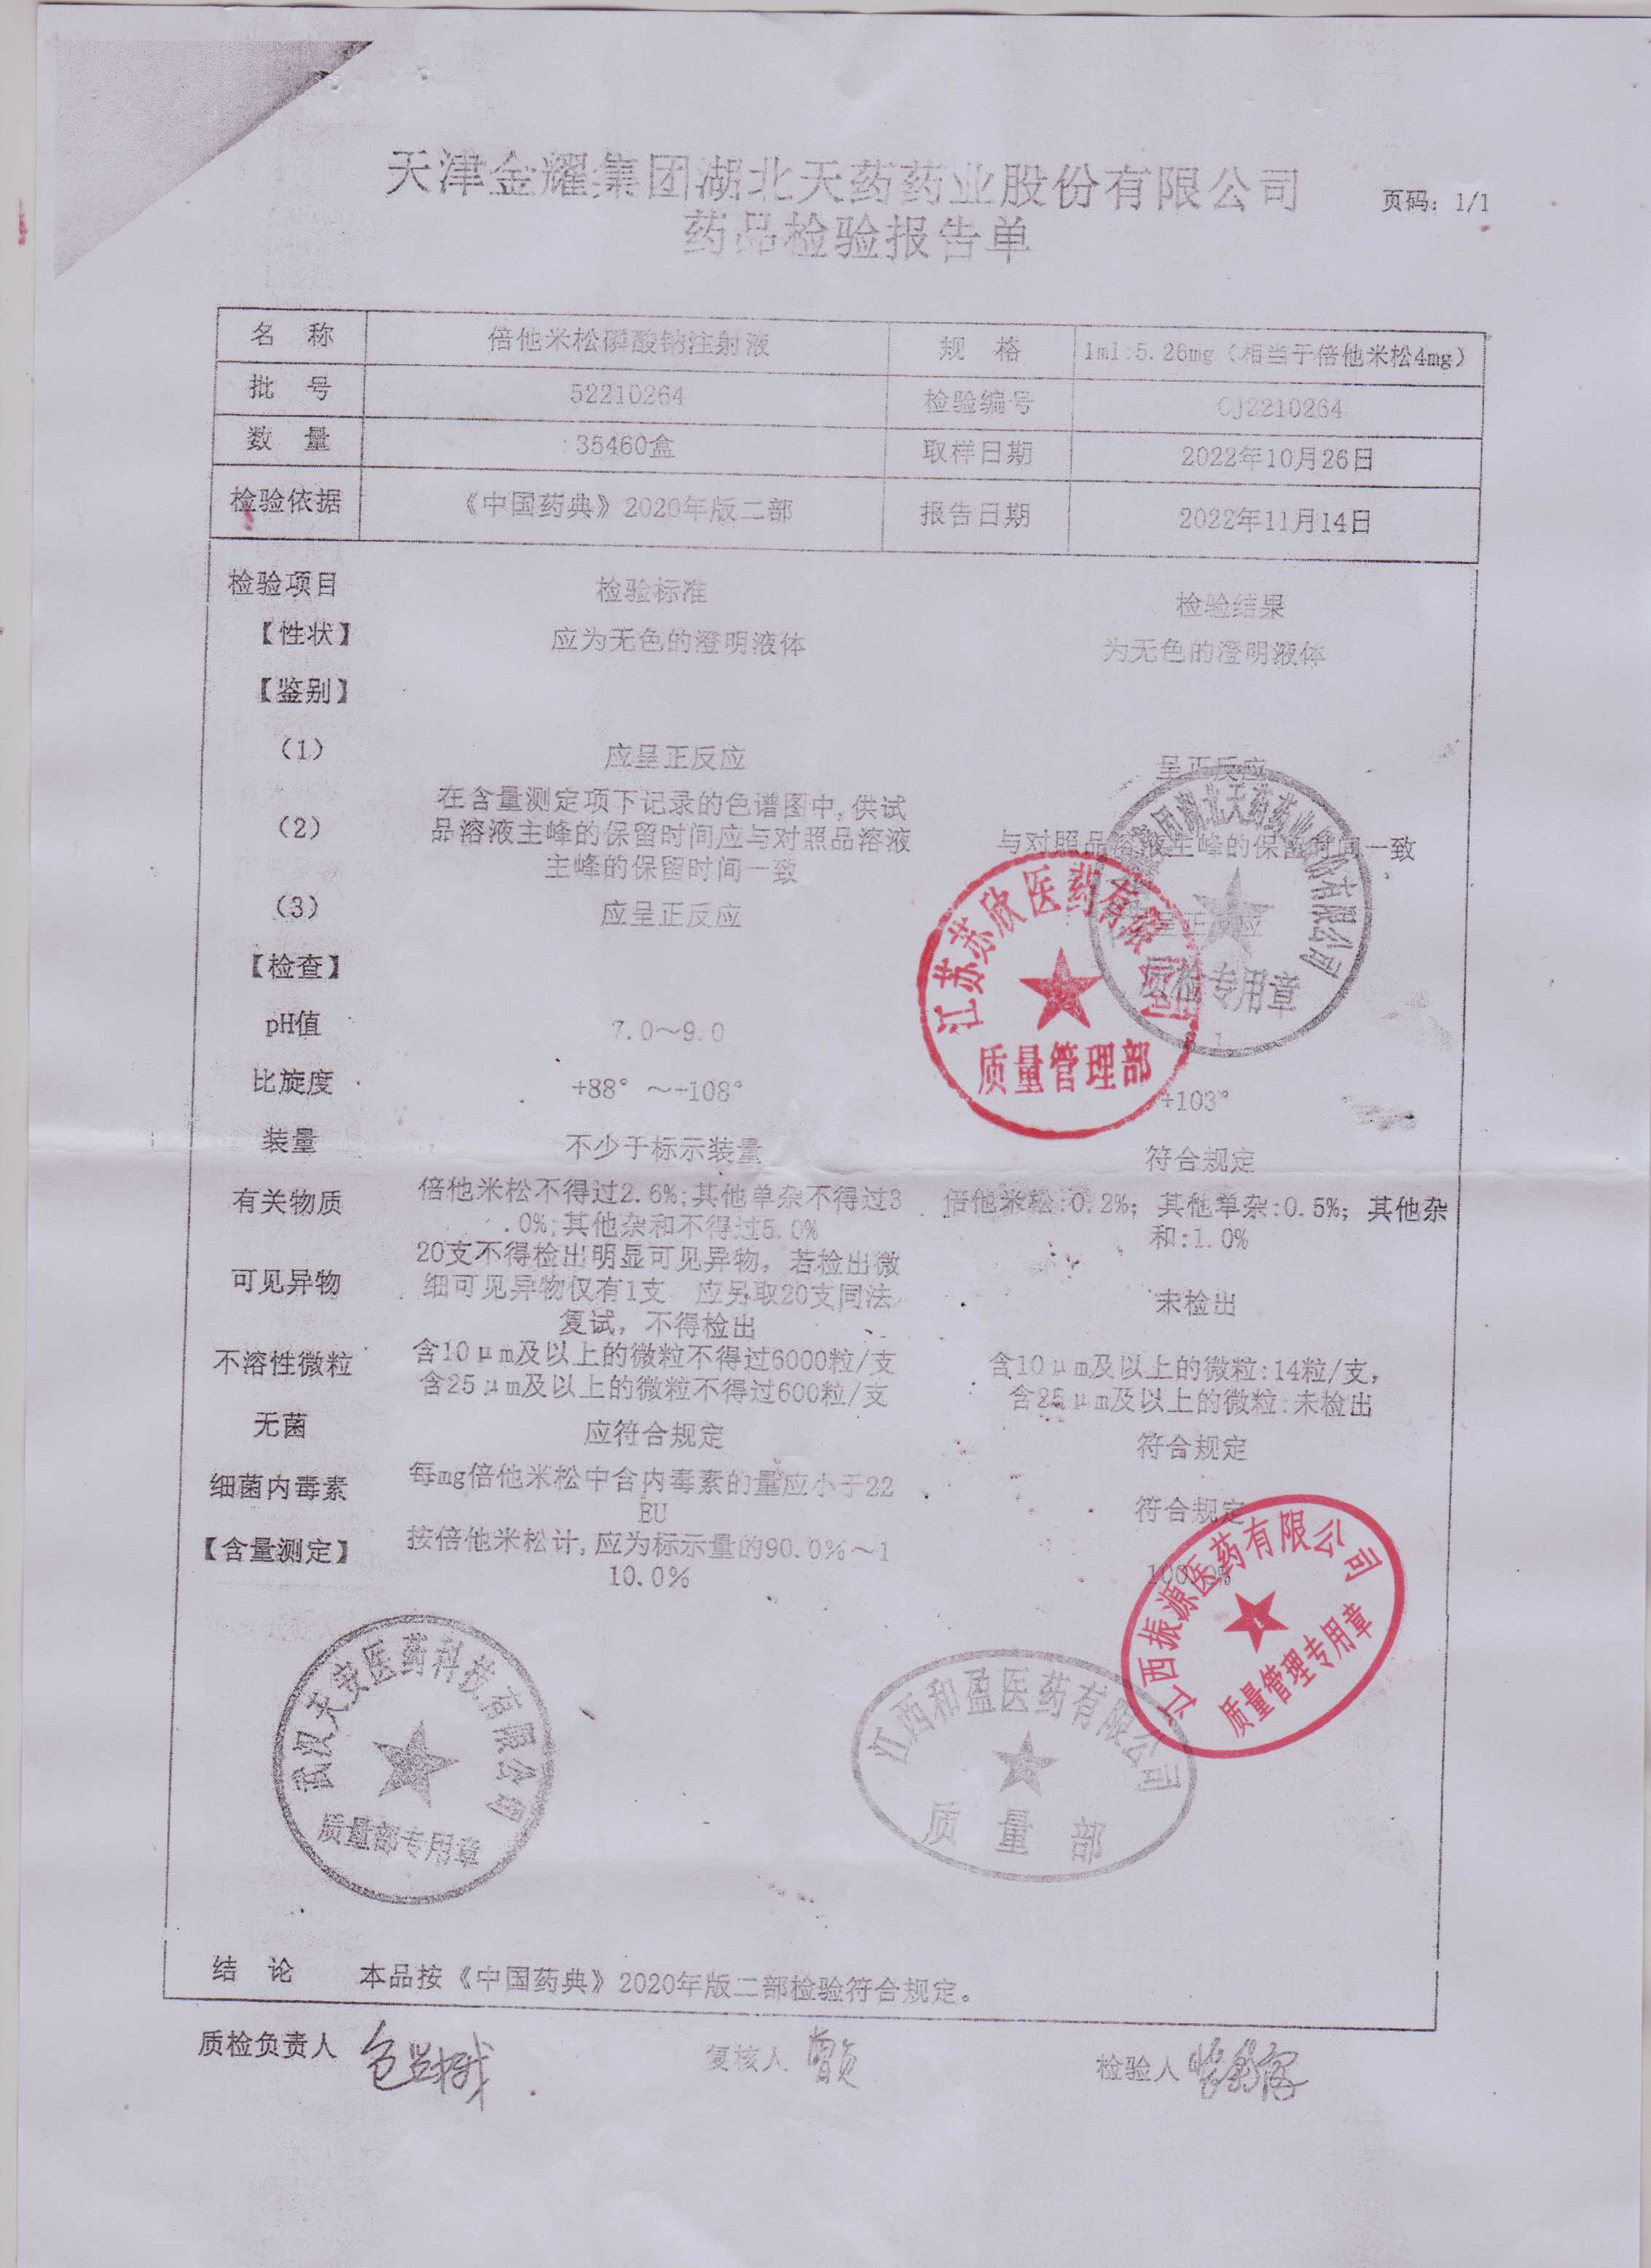 天津金耀集团湖北天药药业股份有限公司
页码：1/1
药品检验报告单
名 称 倍他米松磷酸钠注射液 规 格 1ml:5.26mg（相当于倍他米松4mg）
批 号 52210264 检验编号 CJ2210264
数 量 35460盒 取样日期 2022年10月26日
检验依据 《中国药典》2020年版二部 报告日期 2022年11月14日
检验项目 检验标准 检验结果
【性状】 应为无色的澄明液体 为无色的澄明液体
【鉴别】
（1） 应呈正反应 呈正反应
在含量测定项下记录的色谱图中,供试
（2） 品溶液主峰的保留时间应与对照品溶液 与对照品溶液主峰的保留时间一致
主峰的保留时间一致
（3） 应呈正反应 呈正反应
【检查】
pH值 7.0～9.0
比旋度 +88° ～+108° +103°
装量 不少于标示装量 符合规定
有关物质 倍他米松不得过2.6%;其他单杂不得过3 倍他米松:0.2%；其他单杂:0.5%；其他杂
.0%;其他杂和不得过5.0% 和:1.0%
20支不得检出明显可见异物，若检出微
可见异物 细可见异物仅有1支 应另取20支同法 未检出
复试，不得检出
不溶性微粒 含10μm及以上的微粒不得过6000粒/支 含10μm及以上的微粒:14粒/支，
含25μm及以上的微粒不得过600粒/支 含25μm及以上的微粒:未检出
无菌 应符合规定 符合规定
细菌内毒素 每mg倍他米松中含内毒素的量应小于22 符合规定
EU
【含量测定】 按倍他米松计,应为标示量的90.0%～1
10.0%
团湖北天药药业股份有限公司
质检专用章
江苏苏欣医药有限公司
质量管理部
江西振源医药有限公司
质量管理专用章
武汉天安医药科技有限公司
质量部专用章
江西和盈医药有限公司
质 量 部
结 论 本品按《中国药典》2020年版二部检验符合规定。
质检负责人 复核人 检验人